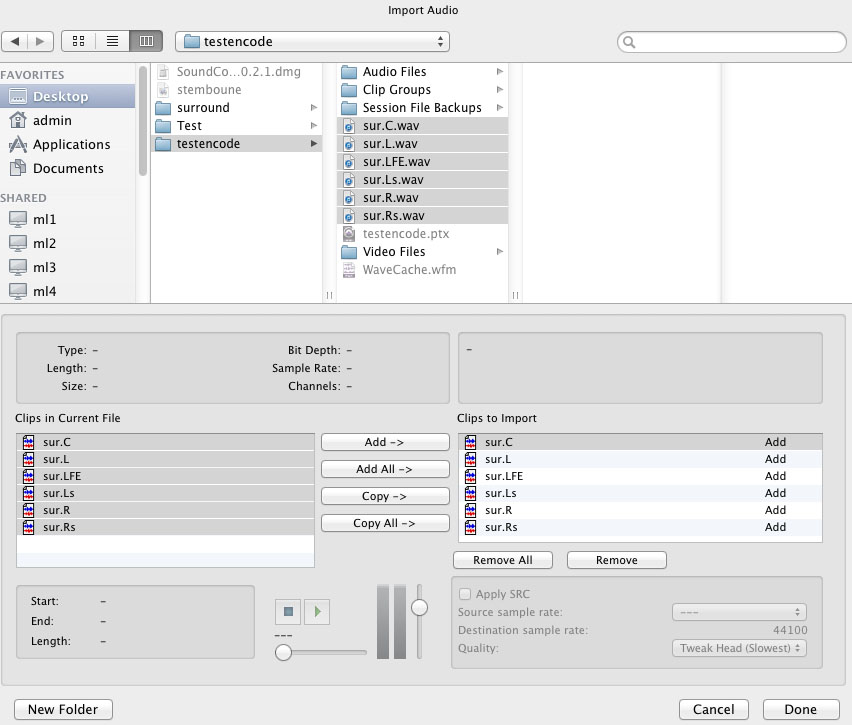 Import Audio
testencode
FAVORITES
Desktop
admin
Applications
Documents
SHARED
ml1
ml2
ml3
ml4
SoundCo...0.2.1.dmg
stemboune
surround
Test
testencode
Audio Files
Clip Groups
Session File Backups
sur.C.wav
sur.L.wav
sur.LFE.wav
sur.Ls.wav
sur.R.wav
sur.Rs.wav
testencode.ptx
Video Files
WaveCache.wfm
Type: - Bit Depth: -
Length: - Sample Rate: -
Size: - Channels: -
-
Clips in Current File
sur.C
sur.L
sur.LFE
sur.Ls
sur.R
sur.Rs
Add ->
Add All ->
Copy ->
Copy All ->
Clips to Import
sur.C Add
sur.L Add
sur.LFE Add
sur.Ls Add
sur.R Add
sur.Rs Add
Remove All Remove
Start: -
End: -
Length: -
---
Apply SRC
Source sample rate: ---
Destination sample rate: 44100
Quality: Tweak Head (Slowest)
New Folder Cancel Done